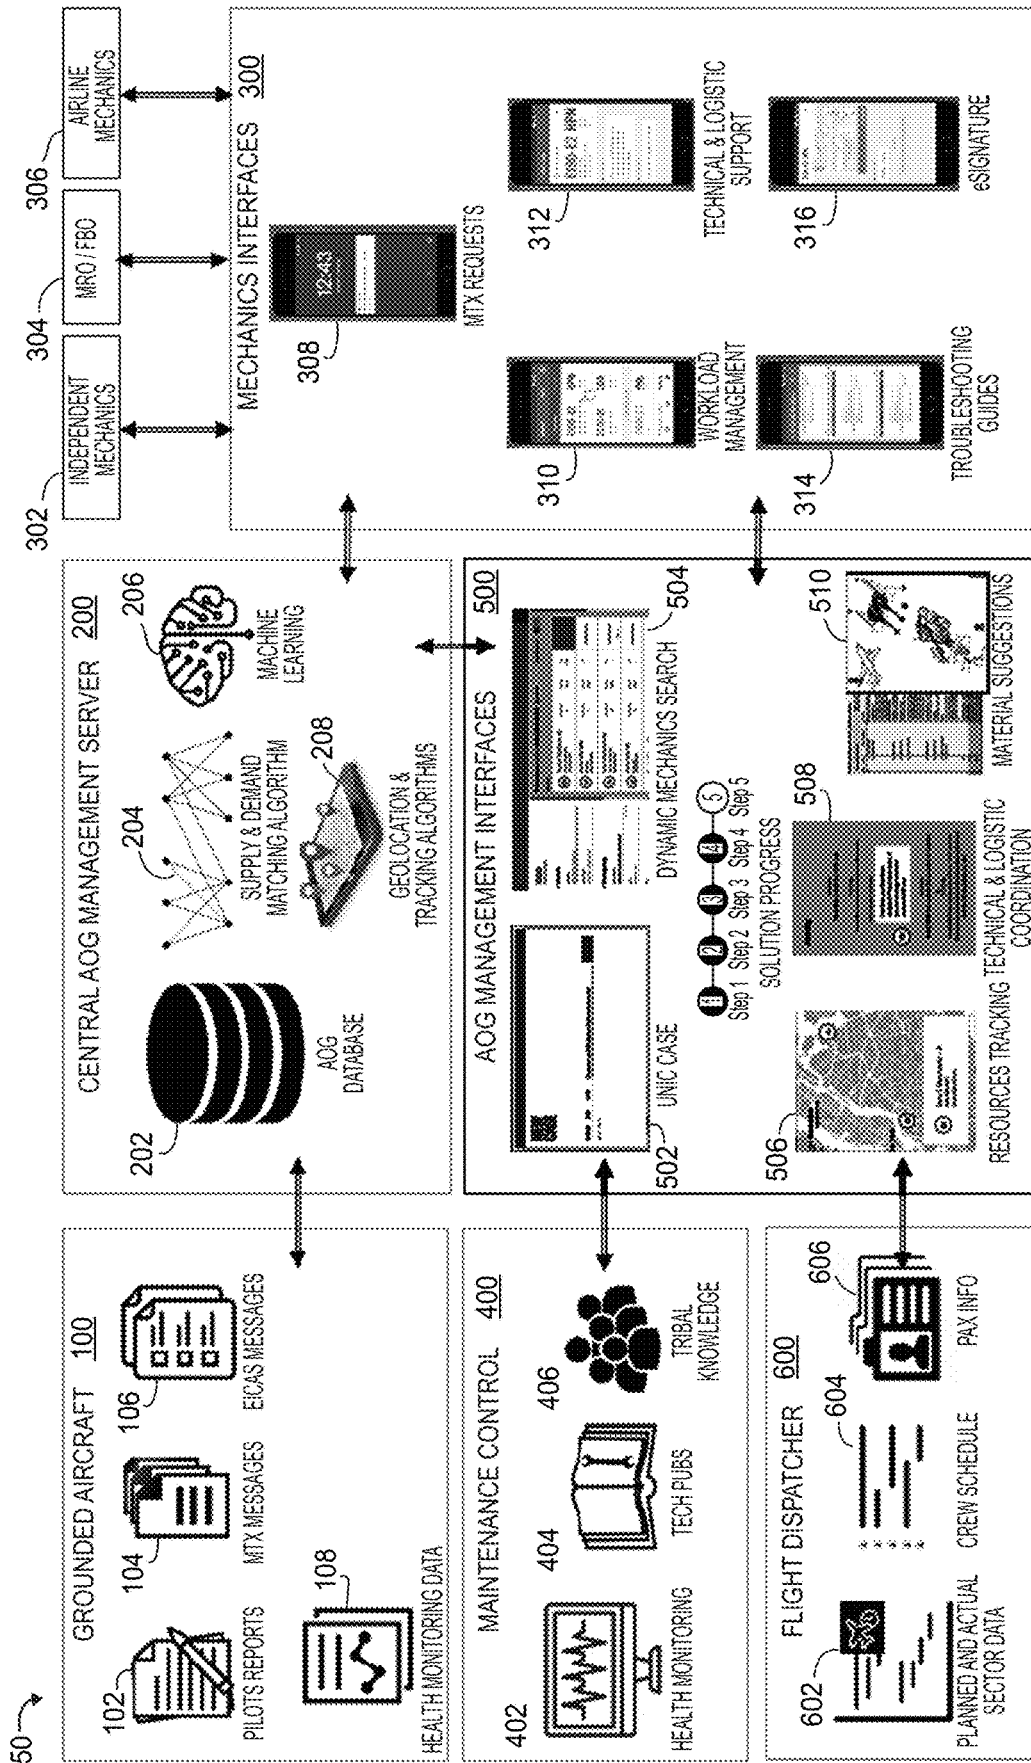 50
GROUNDED AIRCRAFT 100
102
PILOTS REPORTS
104
MTX MESSAGES
106
EICAS MESSAGES
108
HEALTH MONITORING DATA
MAINTENANCE CONTROL 400
402
HEALTH MONITORING
404
TECH PUBS
406
TRIBAL
KNOWLEDGE
FLIGHT DISPATCHER 600
602
PLANNED AND ACTUAL
SECTOR DATA
604
CREW SCHEDULE
606
PAX INFO
CENTRAL AOG MANAGEMENT SERVER 200
202
AOG
DATABASE
204
SUPPLY & DEMAND
MATCHING ALGORITHM
206
MACHINE
LEARNING
208
GEOLOCATION &
TRACKING ALGORITHMS
AOG MANAGEMENT INTERFACES 500
502
UNIC CASE
504
DYNAMIC MECHANICS SEARCH
1 2 3 4 5
Step 1 Step 2 Step 3 Step 4 Step 5
SOLUTION PROGRESS
506
RESOURCES TRACKING
508
TECHNICAL & LOGISTIC
COORDINATION
510
MATERIAL SUGGESTIONS
302
INDEPENDENT
MECHANICS
304
MRO / FBO
306
AIRLINE
MECHANICS
MECHANICS INTERFACES 300
308
12:43
MTX REQUESTS
310
WORKLOAD
MANAGEMENT
312
TECHNICAL & LOGISTIC
SUPPORT
314
TROUBLESHOOTING
GUIDES
316
eSIGNATURE